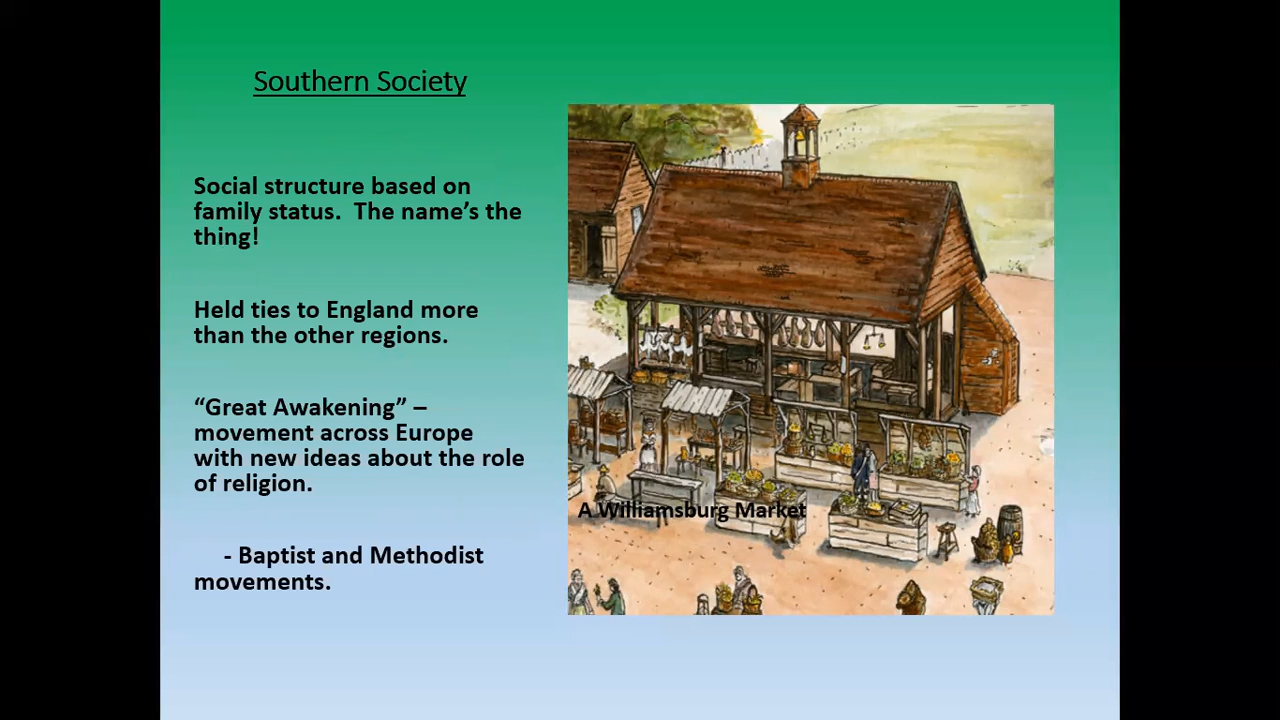 Southern Society
Social structure based on
family status.  The name’s the
thing!
Held ties to England more
than the other regions.
“Great Awakening” –
movement across Europe
with new ideas about the role
of religion.
- Baptist and Methodist
movements.
A Williamsburg Market